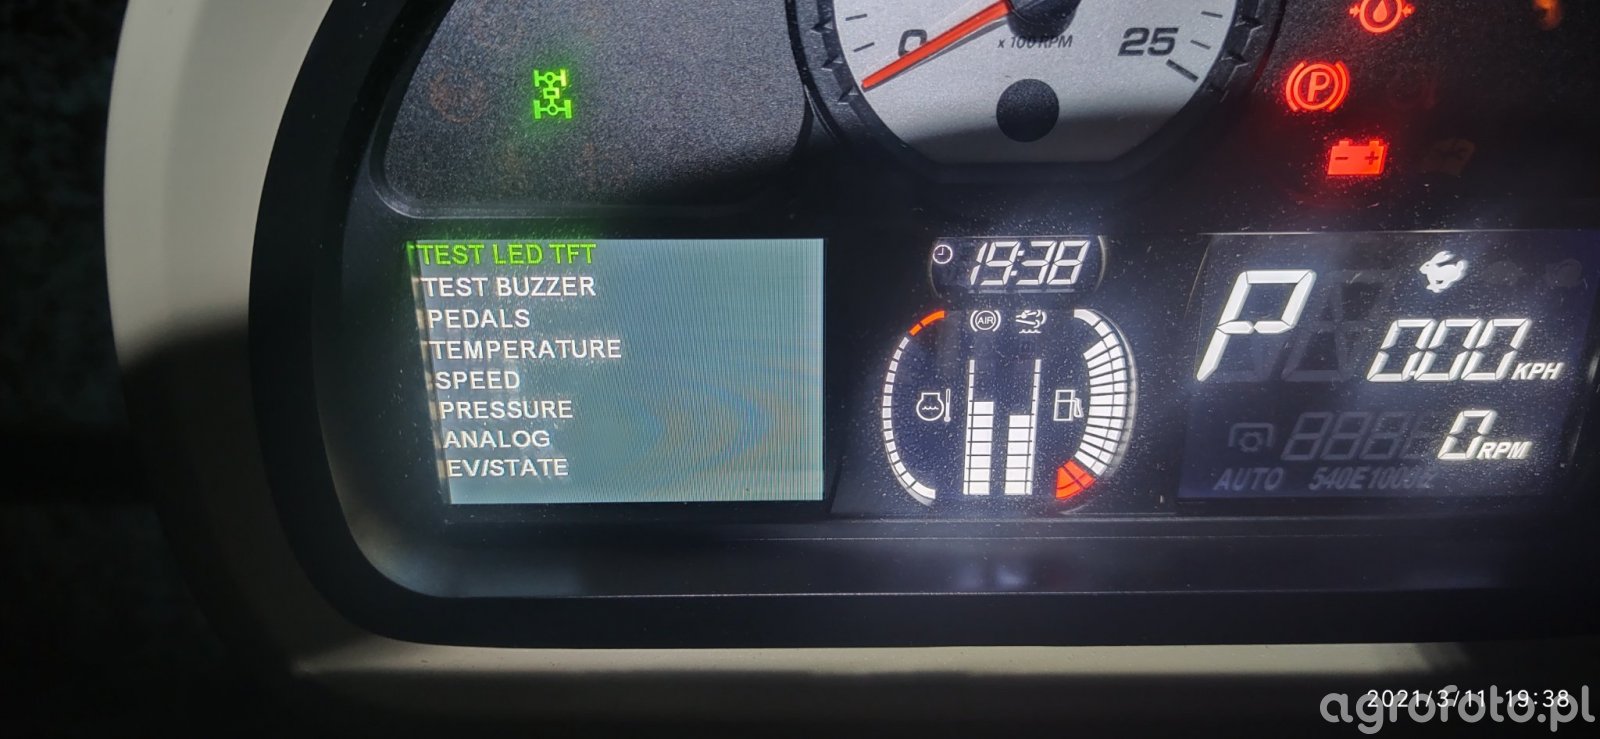 0
x 100 RPM
25
P
TEST LED TFT
TEST BUZZER
PEDALS
TEMPERATURE
SPEED
PRESSURE
ANALOG
EV/STATE
19:38
AIR
P
0.00 KPH
0 RPM
AUTO
2021/3/11 19:38
agrofoto.pl